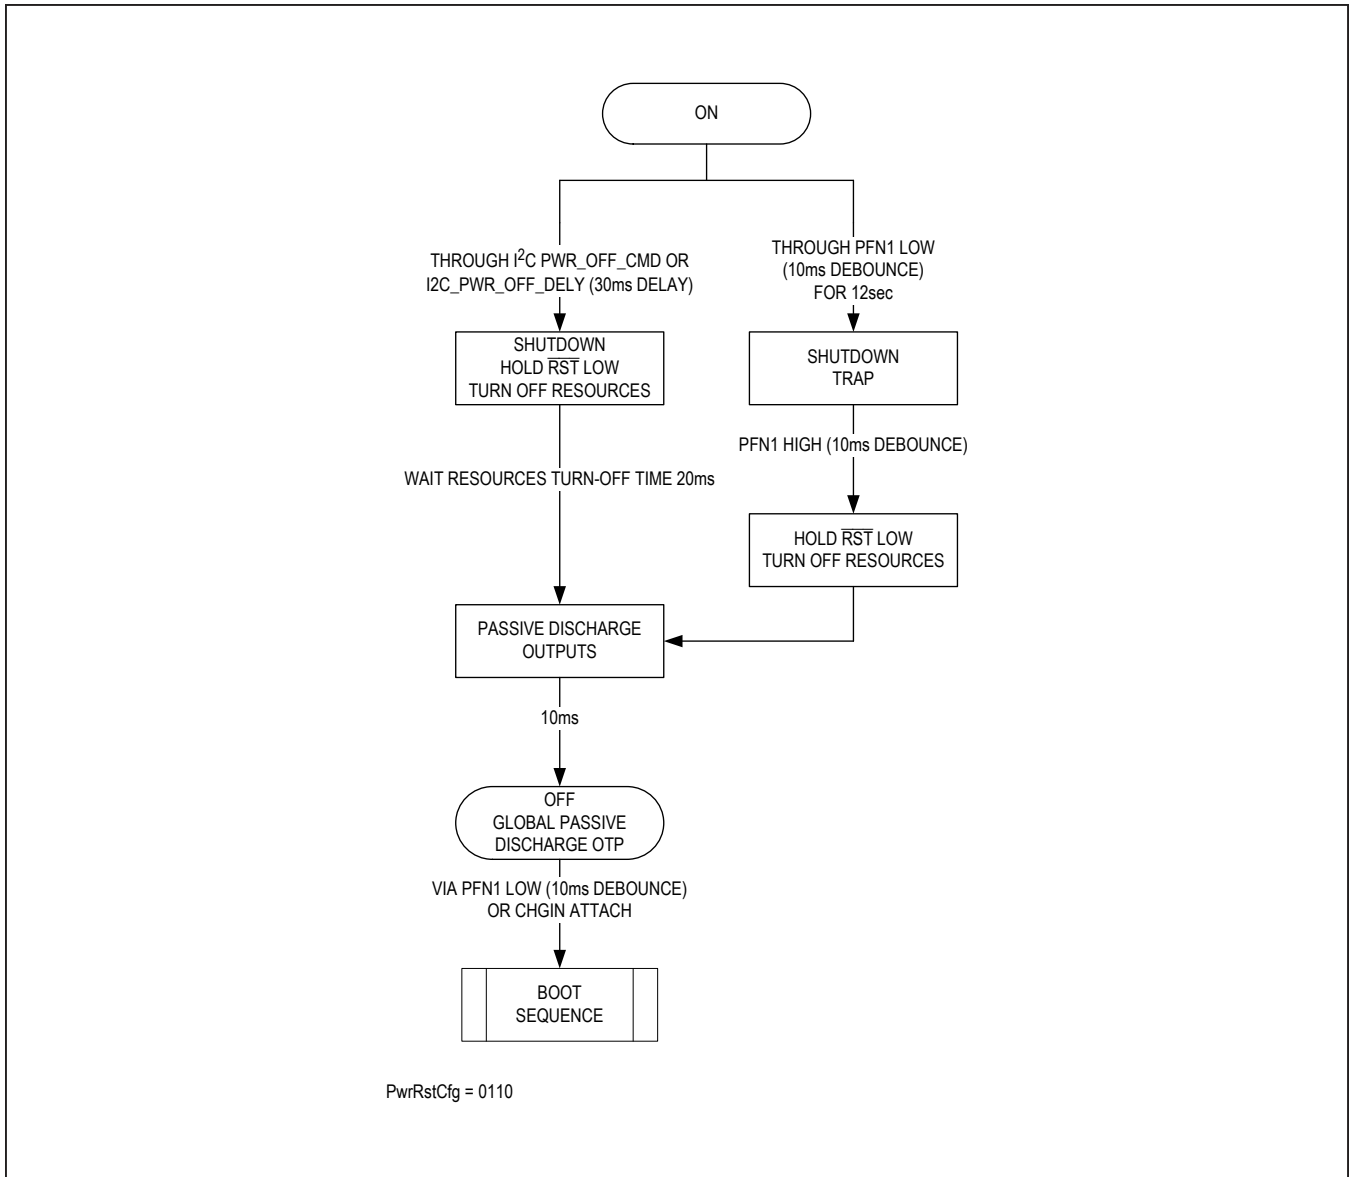 ON
THROUGH I²C PWR_OFF_CMD OR
I2C_PWR_OFF_DELY (30ms DELAY)
THROUGH PFN1 LOW
(10ms DEBOUNCE)
FOR 12sec
SHUTDOWN
HOLD R̅S̅T̅ LOW
TURN OFF RESOURCES
SHUTDOWN
TRAP
PFN1 HIGH (10ms DEBOUNCE)
WAIT RESOURCES TURN-OFF TIME 20ms
HOLD R̅S̅T̅ LOW
TURN OFF RESOURCES
PASSIVE DISCHARGE
OUTPUTS
10ms
OFF
GLOBAL PASSIVE
DISCHARGE OTP
VIA PFN1 LOW (10ms DEBOUNCE)
OR CHGIN ATTACH
BOOT
SEQUENCE
PwrRstCfg = 0110